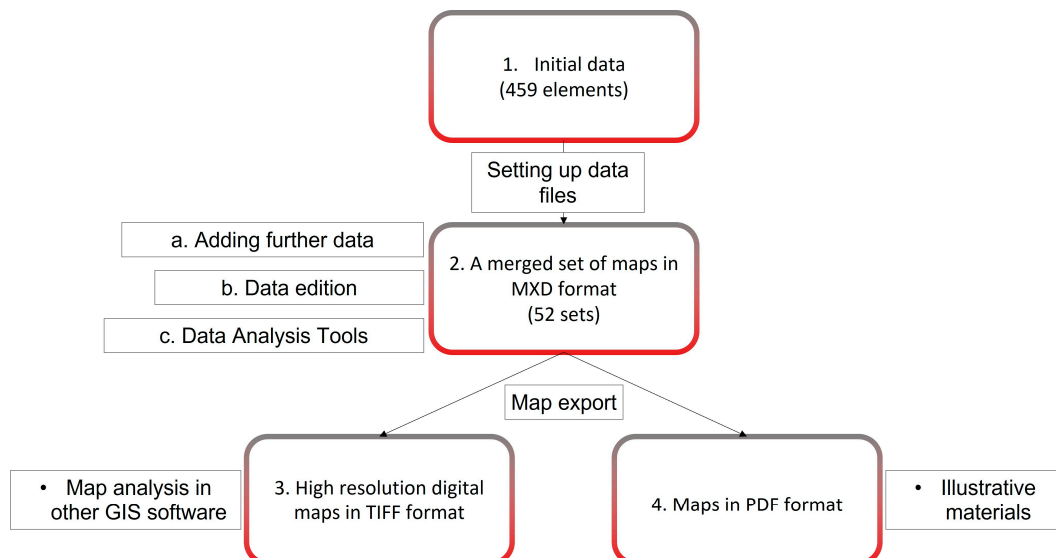 1. Initial data
(459 elements)
Setting up data
files
a. Adding further data
b. Data edition
c. Data Analysis Tools
2. A merged set of maps in
MXD format
(52 sets)
Map export
• Map analysis in
other GIS software
3. High resolution digital
maps in TIFF format
4. Maps in PDF format
• Illustrative
materials